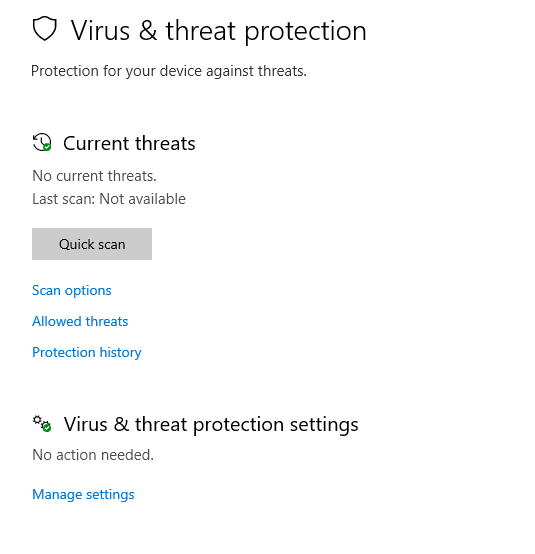 Virus & threat protection
Protection for your device against threats.
Current threats
No current threats.
Last scan: Not available
Quick scan
Scan options
Allowed threats
Protection history
Virus & threat protection settings
No action needed.
Manage settings